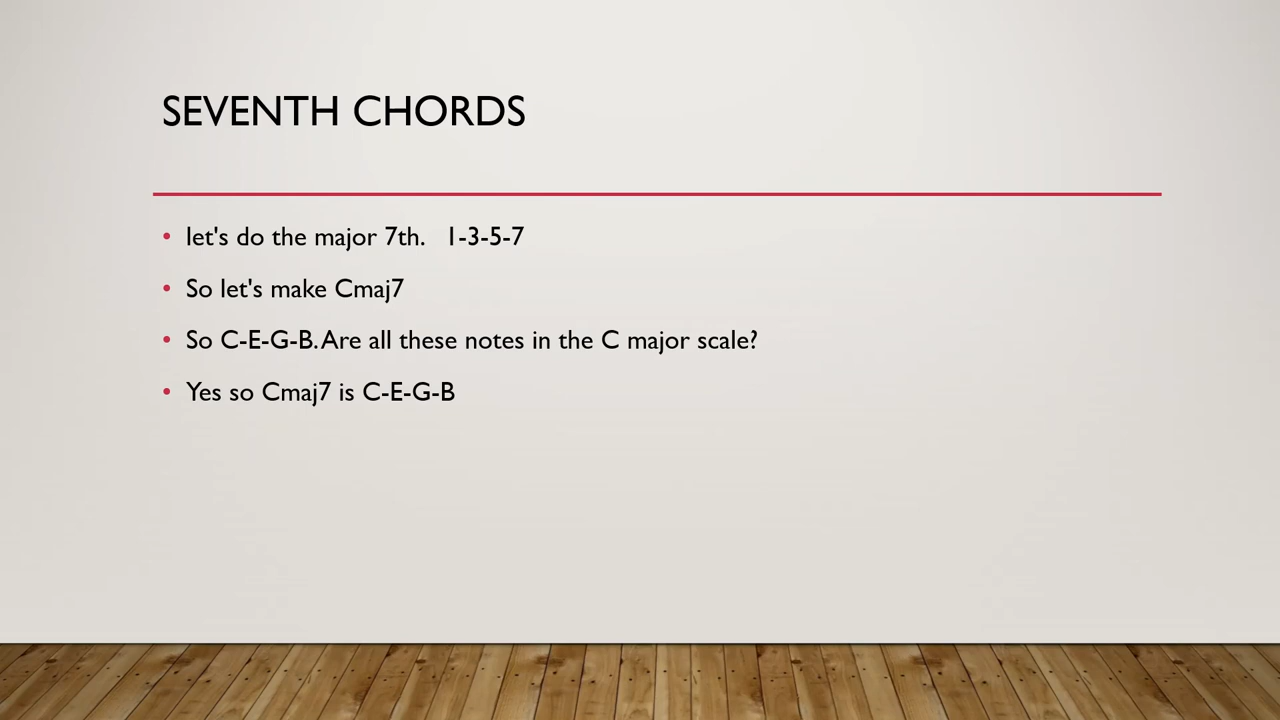 SEVENTH CHORDS
• let's do the major 7th.   1-3-5-7
• So let's make Cmaj7
• So C-E-G-B. Are all these notes in the C major scale?
• Yes so Cmaj7 is C-E-G-B